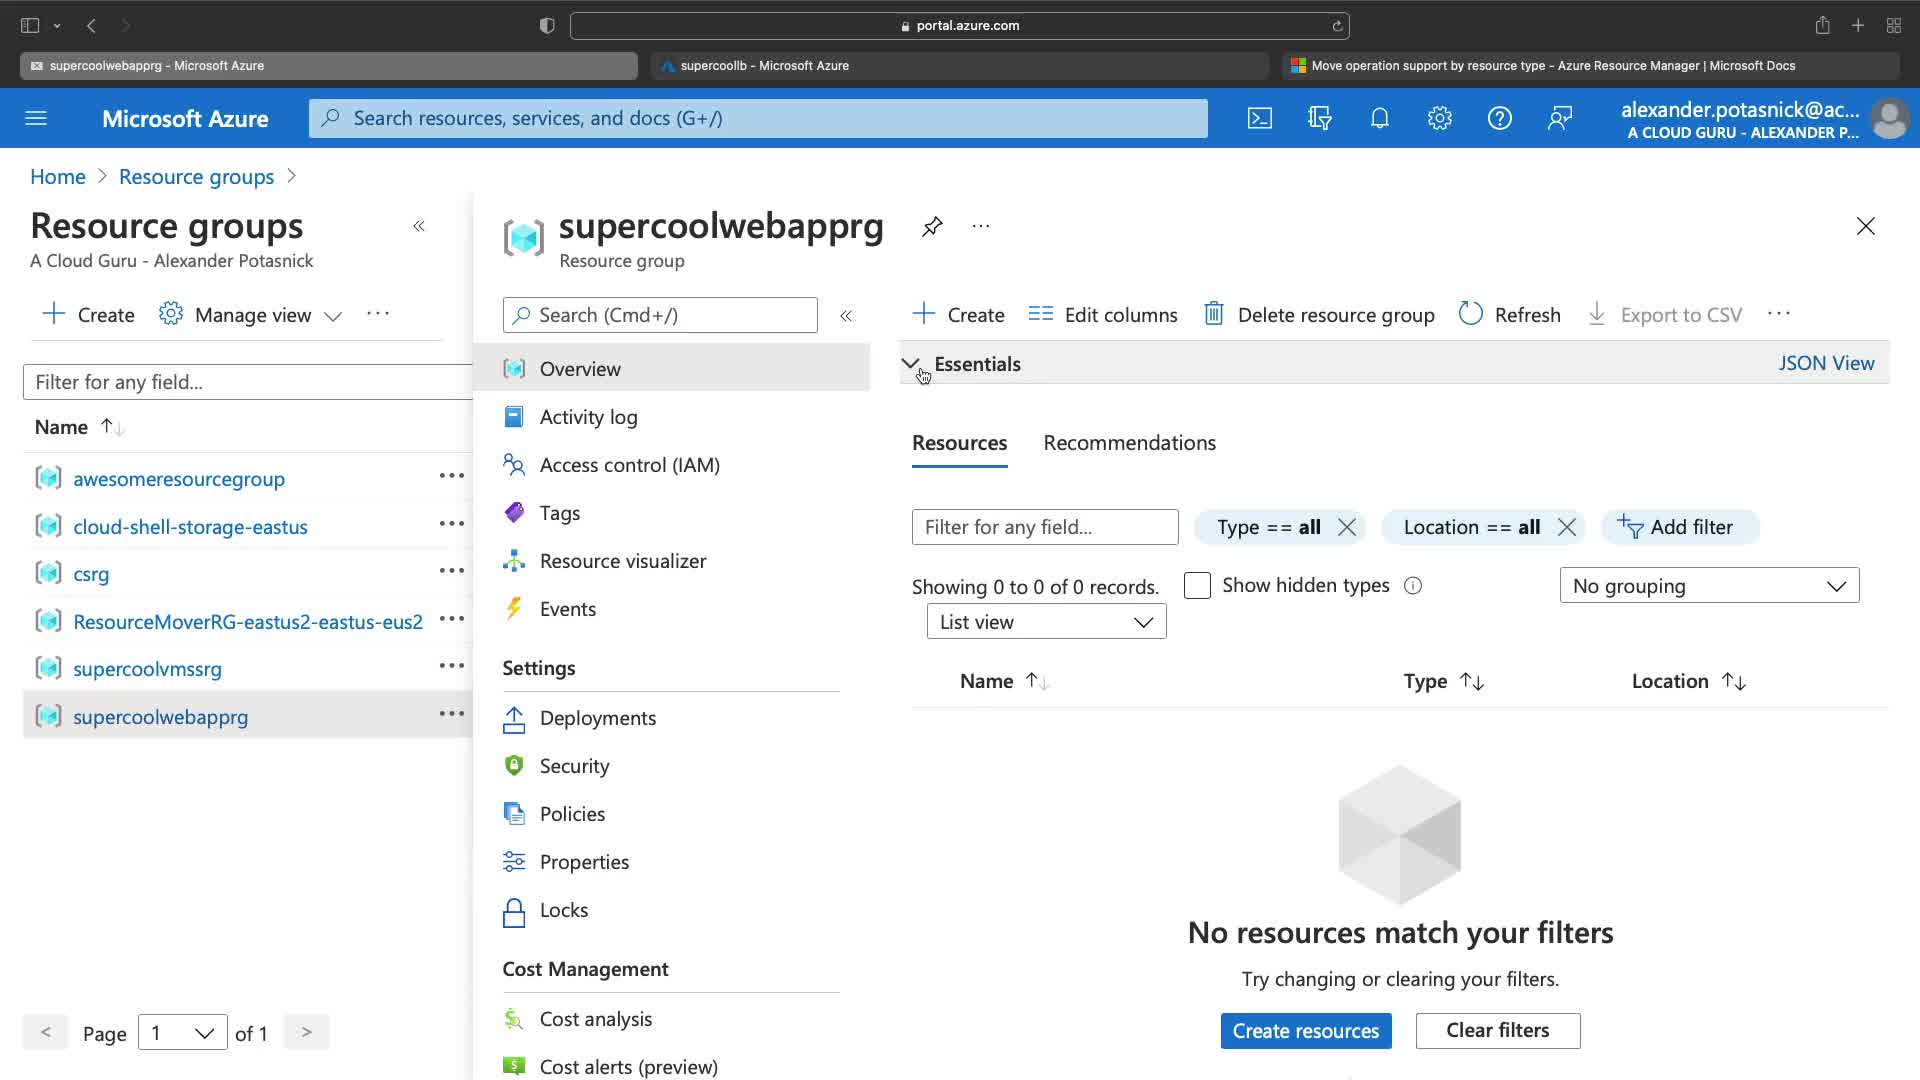 portal.azure.com
supercoolwebapprg - Microsoft Azure
supercoollb - Microsoft Azure
Move operation support by resource type - Azure Resource Manager | Microsoft Docs
Microsoft Azure
Search resources, services, and docs (G+/)
alexander.potasnick@ac...
A CLOUD GURU - ALEXANDER P...
Home > Resource groups >
Resource groups
A Cloud Guru - Alexander Potasnick
Create
Manage view
Filter for any field...
Name
awesomeresourcegroup
cloud-shell-storage-eastus
csrg
ResourceMoverRG-eastus2-eastus-eus2
supercoolvmssrg
supercoolwebapprg
< Page 1 of 1 >
supercoolwebapprg
Resource group
Search (Cmd+/)
Overview
Activity log
Access control (IAM)
Tags
Resource visualizer
Events
Settings
Deployments
Security
Policies
Properties
Locks
Cost Management
Cost analysis
Cost alerts (preview)
Create
Edit columns
Delete resource group
Refresh
Export to CSV
Essentials
JSON View
Resources
Recommendations
Filter for any field...
Type == all
Location == all
Add filter
Showing 0 to 0 of 0 records.
Show hidden types
No grouping
List view
Name
Type
Location
No resources match your filters
Try changing or clearing your filters.
Create resources
Clear filters